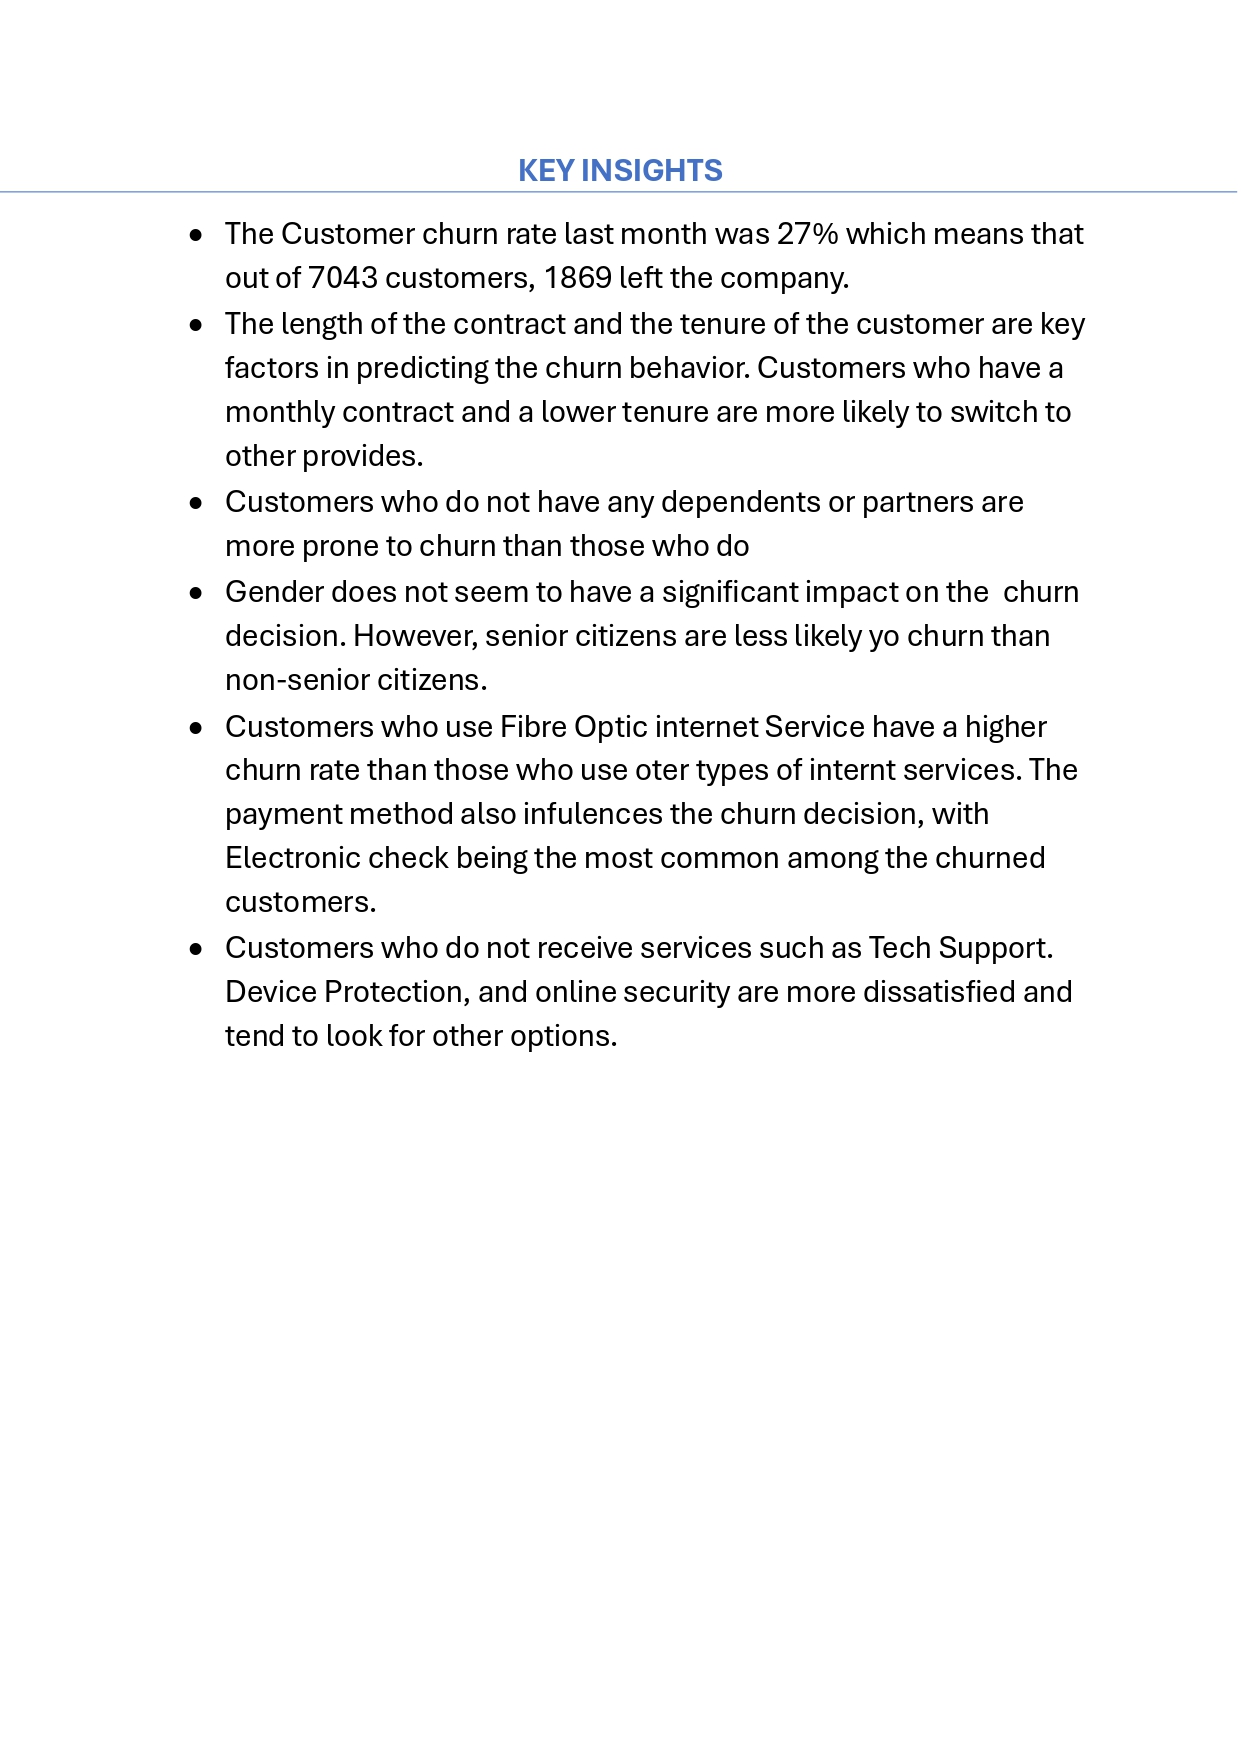 KEY INSIGHTS
● The Customer churn rate last month was 27% which means that
out of 7043 customers, 1869 left the company.
● The length of the contract and the tenure of the customer are key
factors in predicting the churn behavior. Customers who have a
monthly contract and a lower tenure are more likely to switch to
other provides.
● Customers who do not have any dependents or partners are
more prone to churn than those who do
● Gender does not seem to have a significant impact on the  churn
decision. However, senior citizens are less likely yo churn than
non-senior citizens.
● Customers who use Fibre Optic internet Service have a higher
churn rate than those who use oter types of internt services. The
payment method also infulences the churn decision, with
Electronic check being the most common among the churned
customers.
● Customers who do not receive services such as Tech Support.
Device Protection, and online security are more dissatisfied and
tend to look for other options.